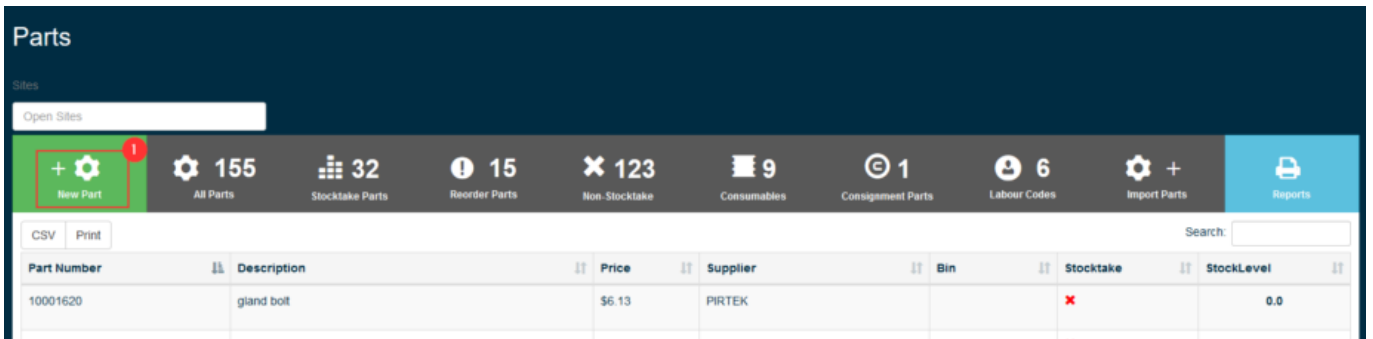 Parts
Sites
Open Sites
1
+ 155 32 15 123 9 1 6 + 
New Part All Parts Stocktake Parts Reorder Parts Non-Stocktake Consumables Consignment Parts Labour Codes Import Parts Reports
CSV Print Search:
Part Number Description Price Supplier Bin Stocktake StockLevel
10001620 gland bolt $6.13 PIRTEK 0.0